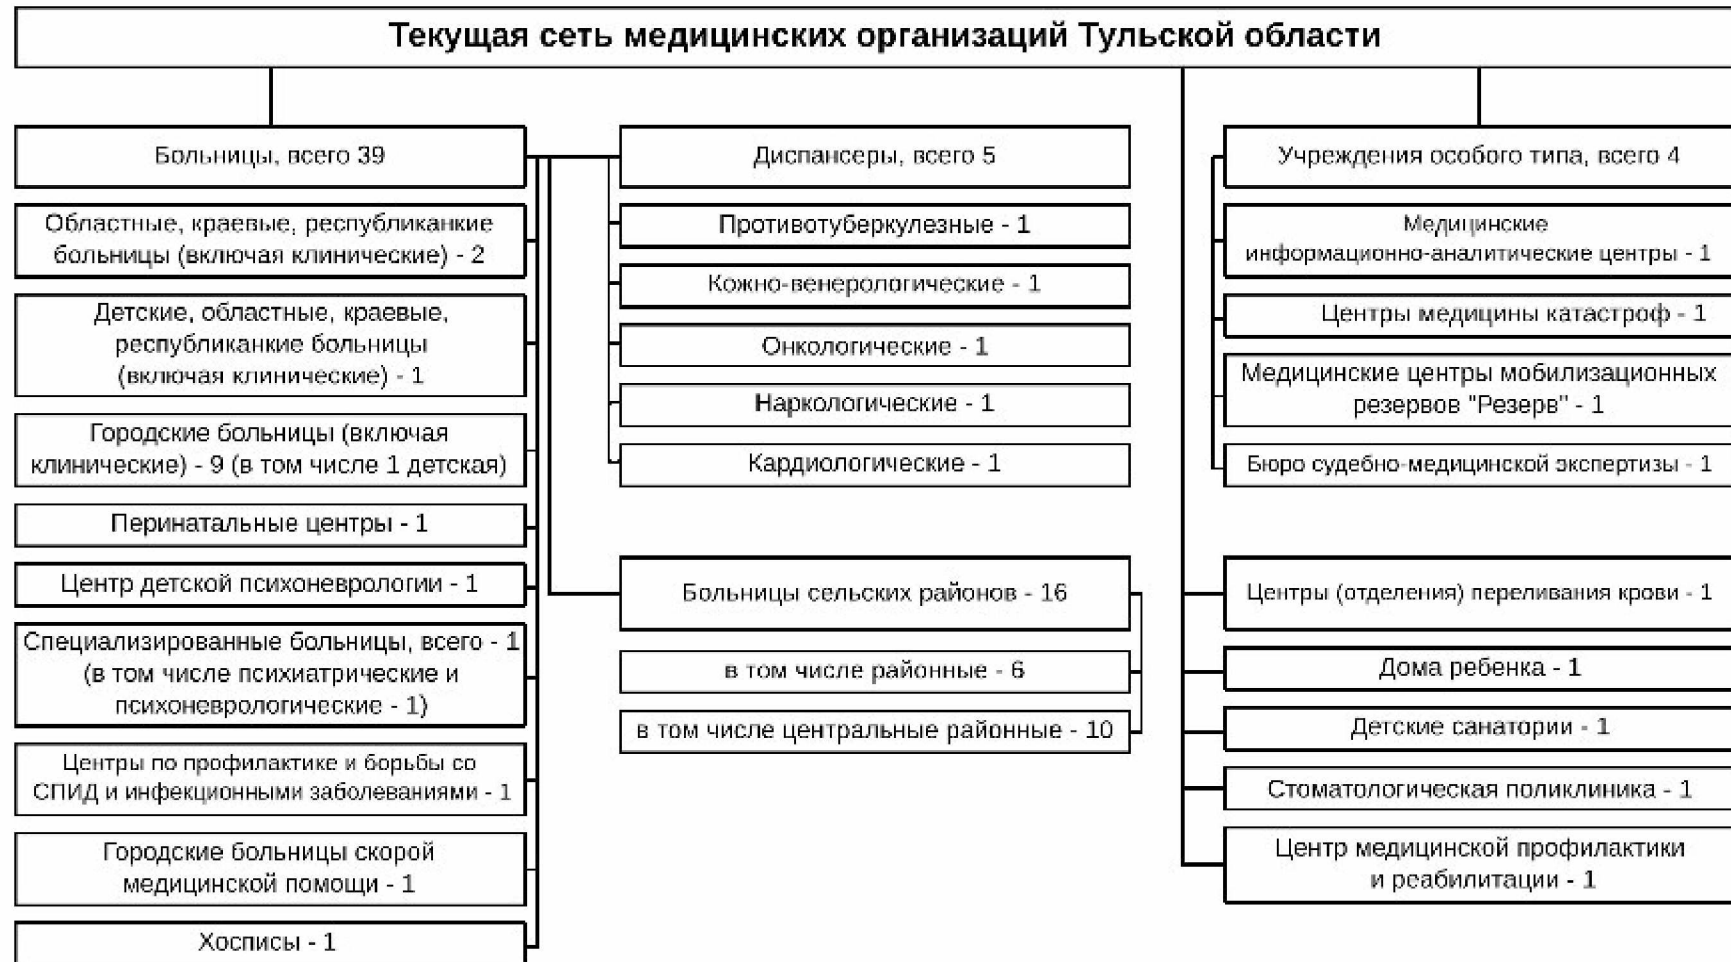 Текущая сеть медицинских организаций Тульской области
Больницы, всего 39
Областные, краевые, республиканкие
больницы (включая клинические) - 2
Детские, областные, краевые,
республиканкие больницы
(включая клинические) - 1
Городские больницы (включая
клинические) - 9 (в том числе 1 детская)
Перинатальные центры - 1
Центр детской психоневрологии - 1
Специализированные больницы, всего - 1
(в том числе психиатрические и
психоневрологические - 1)
Центры по профилактике и борьбы со
СПИД и инфекционными заболеваниями - 1
Городские больницы скорой
медицинской помощи - 1
Хосписы - 1
Диспансеры, всего 5
Противотуберкулезные - 1
Кожно-венерологические - 1
Онкологические - 1
Наркологические - 1
Кардиологические - 1
Больницы сельских районов - 16
в том числе районные - 6
в том числе центральные районные - 10
Учреждения особого типа, всего 4
Медицинские
информационно-аналитические центры - 1
Центры медицины катастроф - 1
Медицинские центры мобилизационных
резервов "Резерв" - 1
Бюро судебно-медицинской экспертизы - 1
Центры (отделения) переливания крови - 1
Дома ребенка - 1
Детские санатории - 1
Стоматологическая поликлиника - 1
Центр медицинской профилактики
и реабилитации - 1